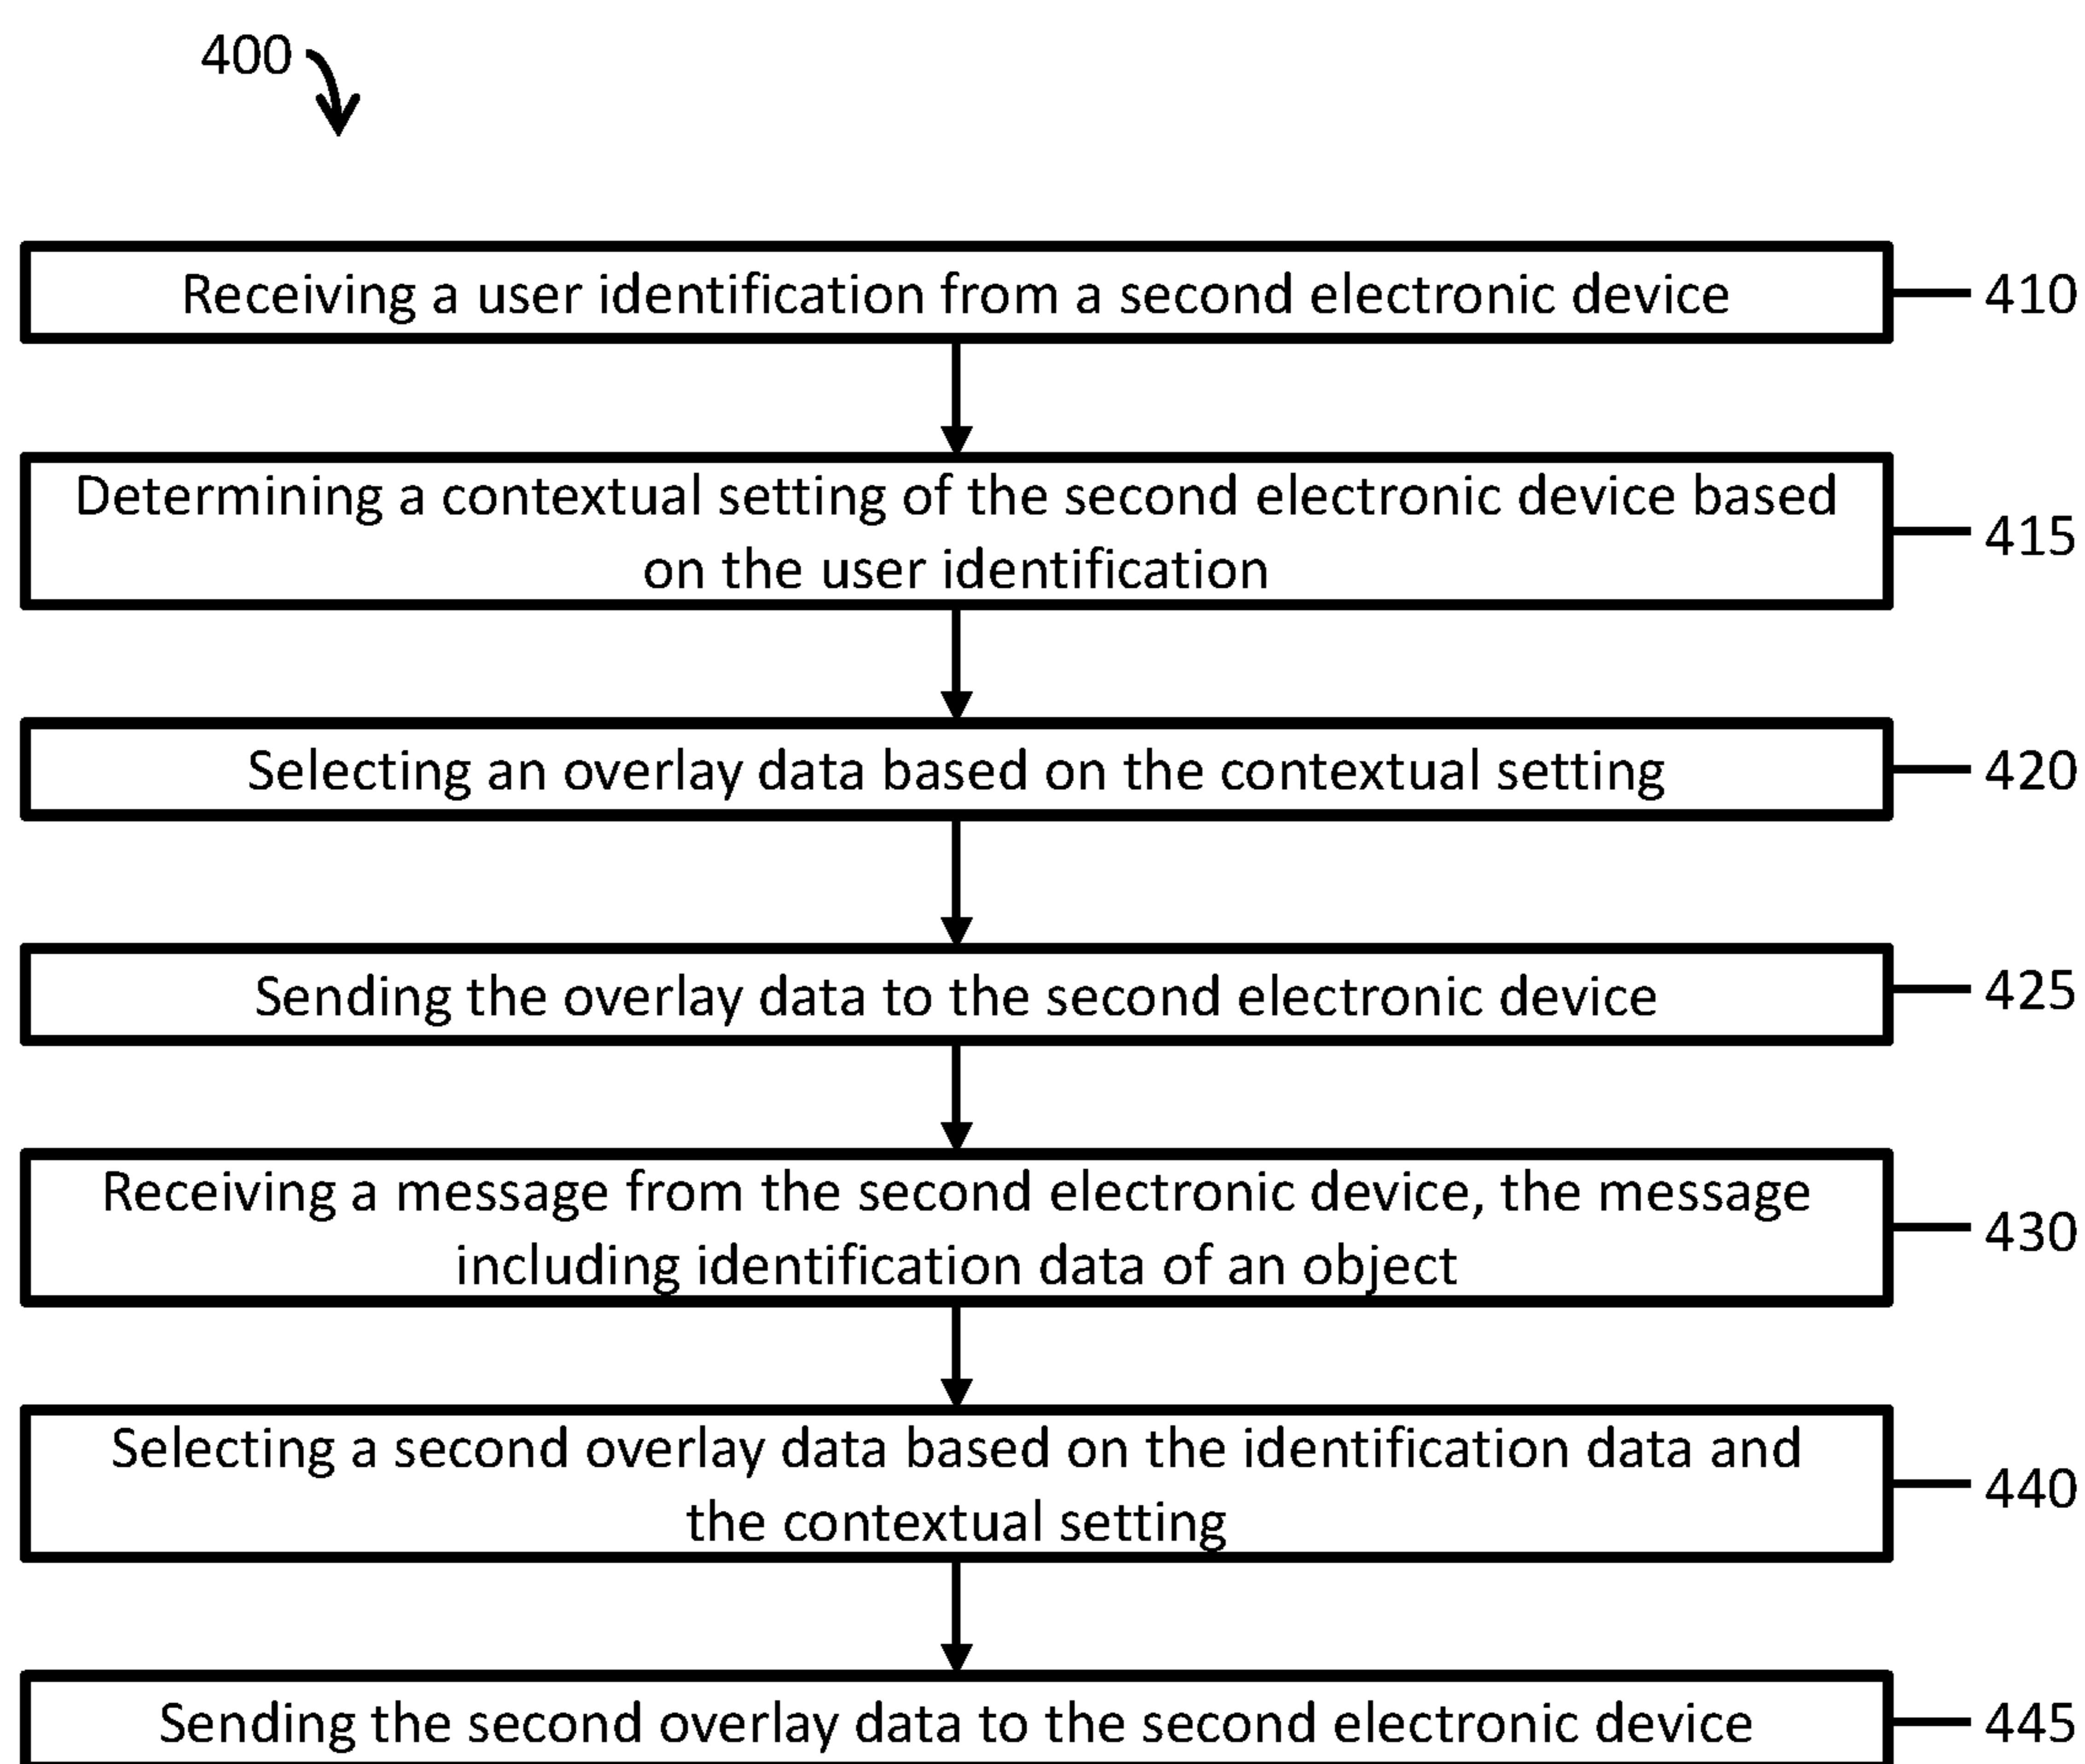 400
Receiving a user identification from a second electronic device
410
Determining a contextual setting of the second electronic device based
on the user identification
415
Selecting an overlay data based on the contextual setting
420
Sending the overlay data to the second electronic device
425
Receiving a message from the second electronic device, the message
including identification data of an object
430
Selecting a second overlay data based on the identification data and
the contextual setting
440
Sending the second overlay data to the second electronic device
445